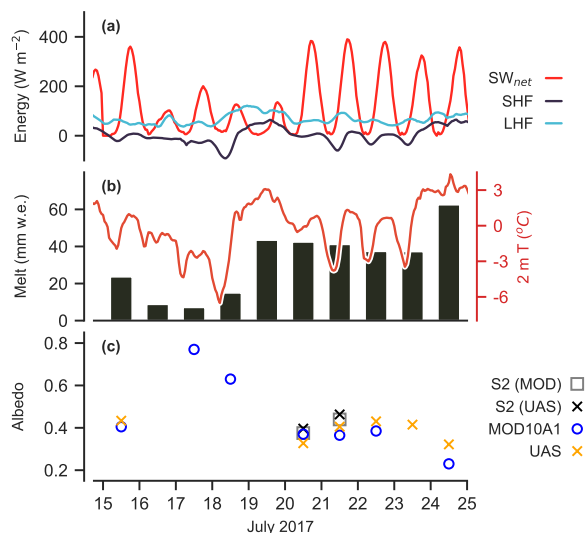 (a)
Energy (W m−2)
400
200
0
SWnet
SHF
LHF
(b)
Melt (mm w.e.)
60
40
20
0
3
0
-3
-6
2 m T (°C)
(c)
Albedo
0.8
0.6
0.4
0.2
S2 (MOD)
S2 (UAS)
MOD10A1
UAS
15 16 17 18 19 20 21 22 23 24 25
July 2017